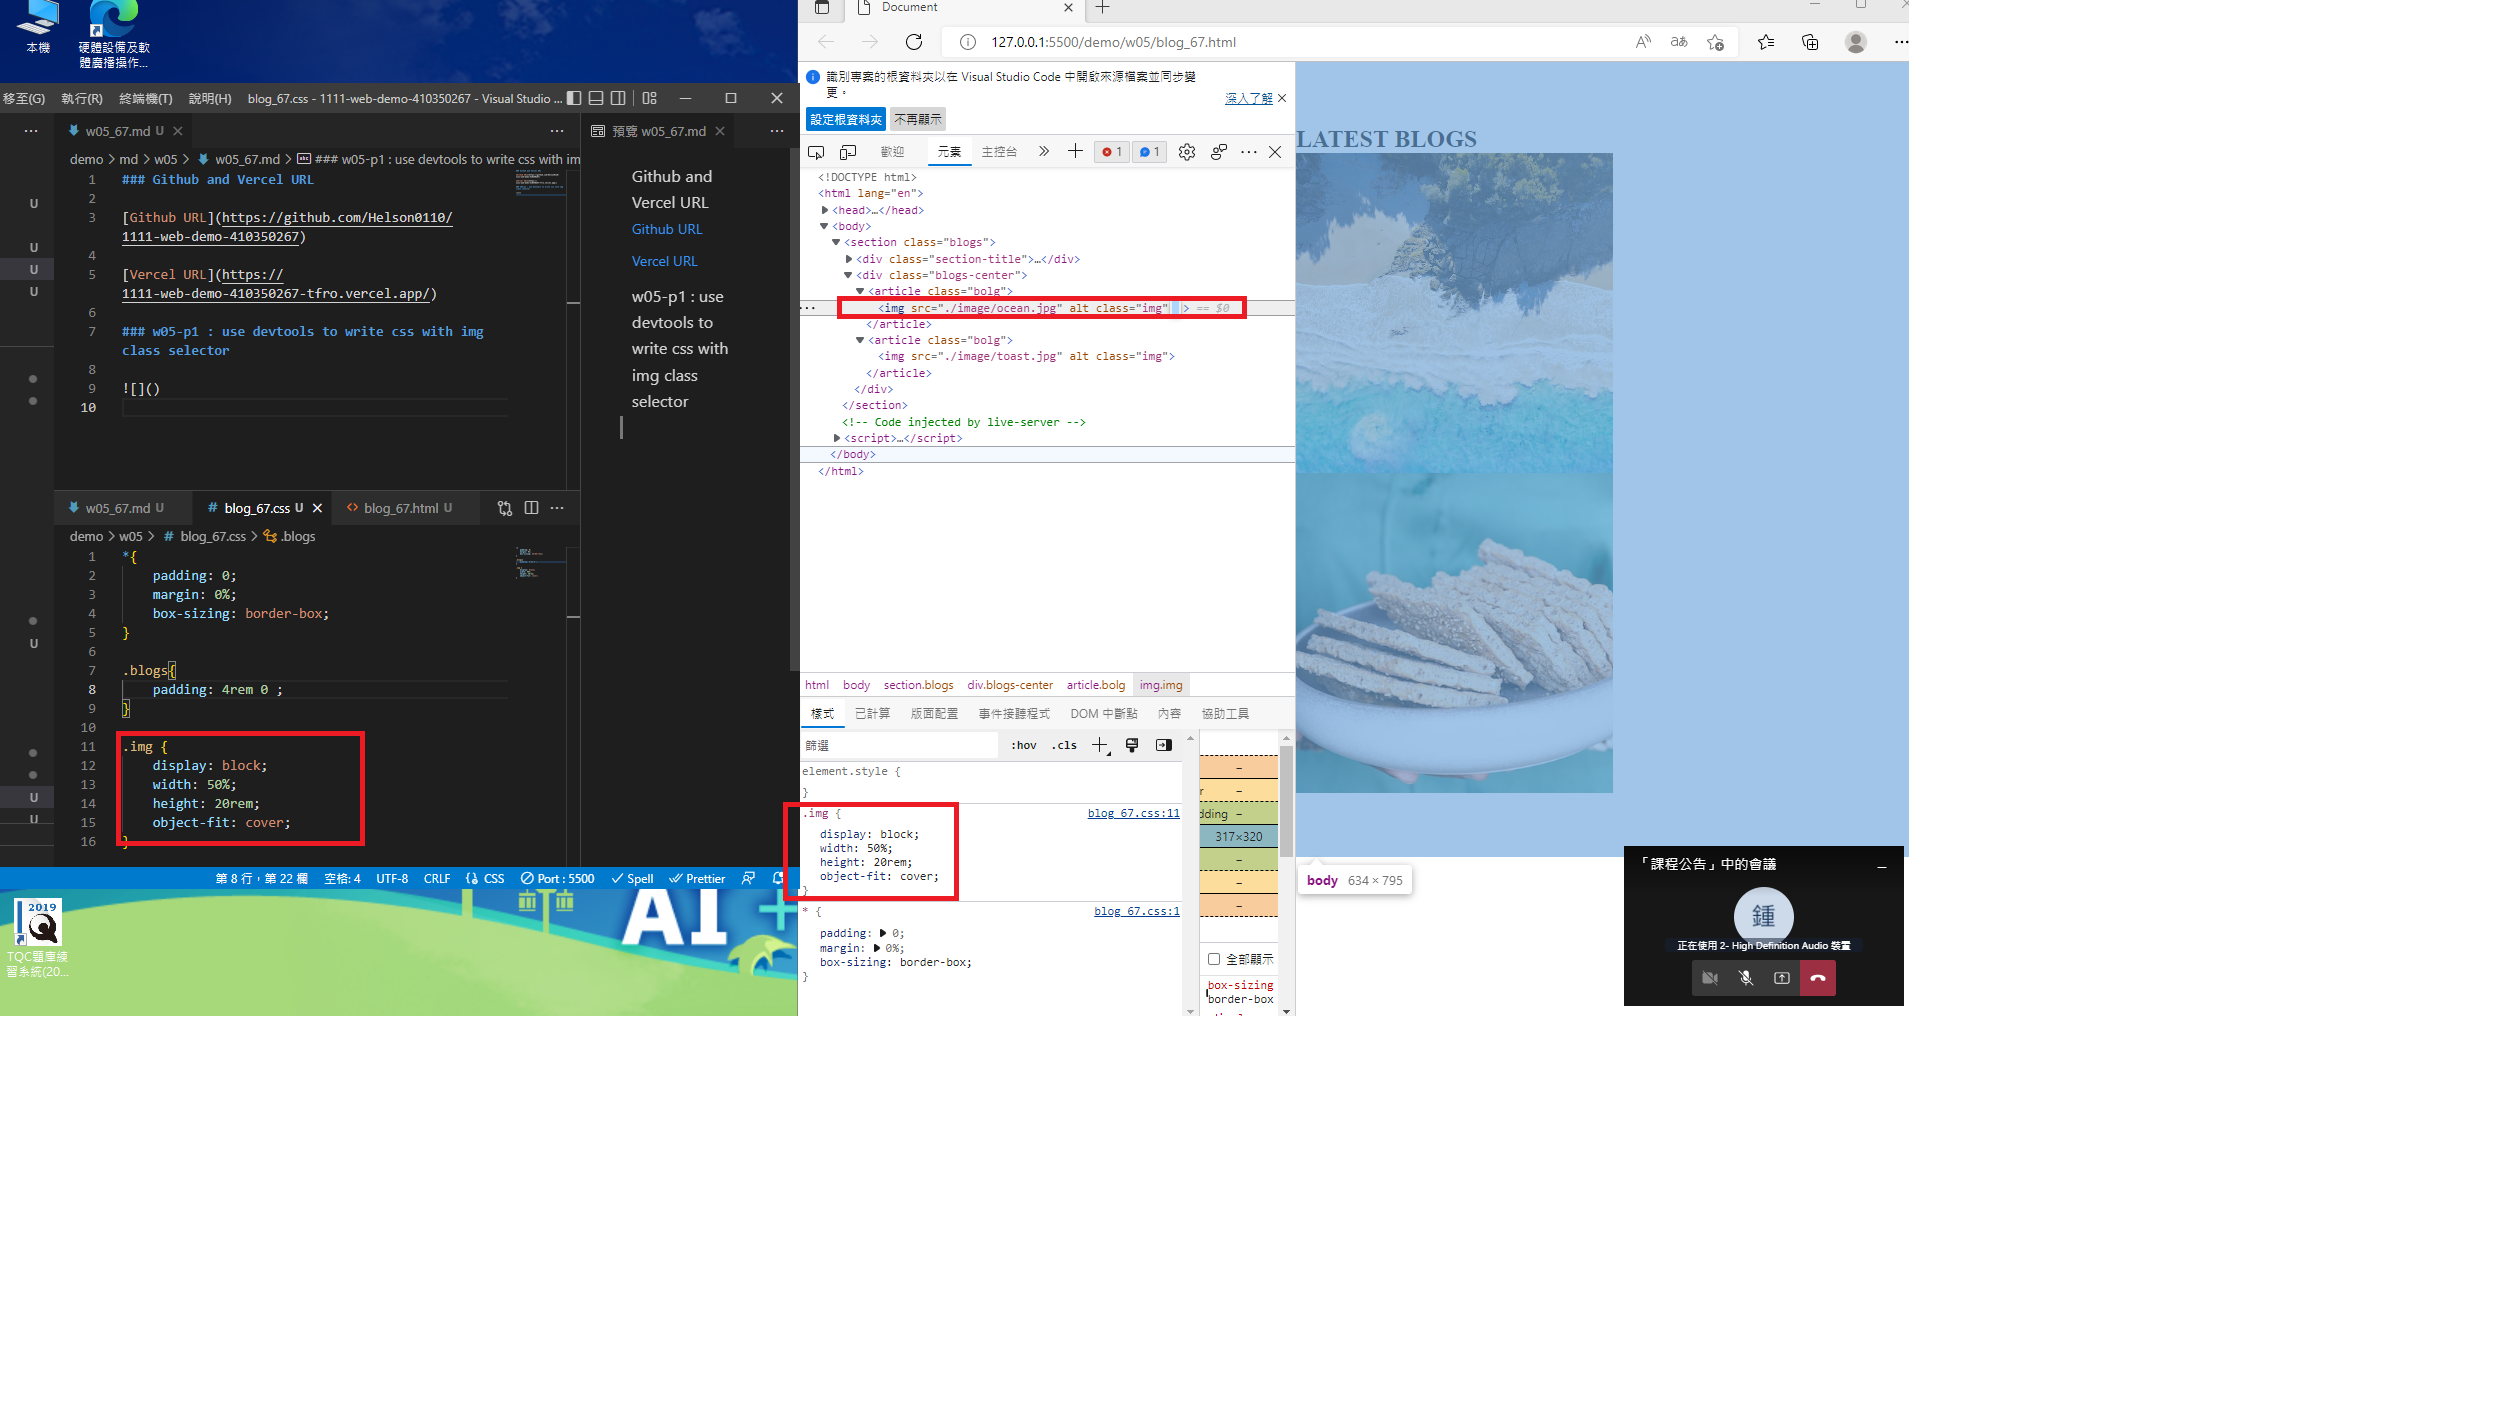 本機
硬體設備及軟
體廣播操作...
移至(G) 執行(R) 終端機(T) 說明(H) blog_67.css - 1111-web-demo-410350267 - Visual Studio ...
w05_67.md U
demo > md > w05 > w05_67.md > ### w05-p1 : use devtools to write css with im
1 ### Github and Vercel URL
2
3 [Github URL](https://github.com/Helson0110/
1111-web-demo-410350267)
4
5 [Vercel URL](https://
1111-web-demo-410350267-tfro.vercel.app/)
6
7 ### w05-p1 : use devtools to write css with img
class selector
8
9 ![]()
10
U
U
U
U
預覽 w05_67.md
Github and
Vercel URL
Github URL
Vercel URL
w05-p1 : use
devtools to
write css with
img class
selector
w05_67.md U # blog_67.css U blog_67.html U
demo > w05 > # blog_67.css > .blogs
1 *{
2 padding: 0;
3 margin: 0%;
4 box-sizing: border-box;
5 }
6
7 .blogs{
8 padding: 4rem 0 ;
9 }
10
11 .img {
12 display: block;
13 width: 50%;
14 height: 20rem;
15 object-fit: cover;
16 }
U
U
U
第 8 行，第 22 欄 空格: 4 UTF-8 CRLF CSS Port : 5500 Spell Prettier
2019
TQC題庫練
習系統(20...
AI +
Document
127.0.0.1:5500/demo/w05/blog_67.html
識別專案的根資料夾以在 Visual Studio Code 中開啟來源檔案並同步變
更。
深入了解
設定根資料夾 不再顯示
歡迎 元素 主控台 1 1
<!DOCTYPE html>
<html lang="en">
<head>…</head>
<body>
<section class="blogs">
<div class="section-title">…</div>
<div class="blogs-center">
<article class="bolg">
<img src="./image/ocean.jpg" alt class="img" > == $0
</article>
<article class="bolg">
<img src="./image/toast.jpg" alt class="img">
</article>
</div>
</section>
<!-- Code injected by live-server -->
<script>…</script>
</body>
</html>
html body section.blogs div.blogs-center article.bolg img.img
樣式 已計算 版面配置 事件接聽程式 DOM 中斷點 內容 協助工具
篩選 :hov .cls
element.style {
}
.img { blog_67.css:11
display: block;
width: 50%;
height: 20rem;
object-fit: cover;
}
* { blog_67.css:1
padding: 0;
margin: 0%;
box-sizing: border-box;
}
–
r –
dding –
317×320
–
–
–
全部顯示
box-sizing
border-box
LATEST BLOGS
body 634 × 795
「課程公告」中的會議
鍾
正在使用 2- High Definition Audio 裝置